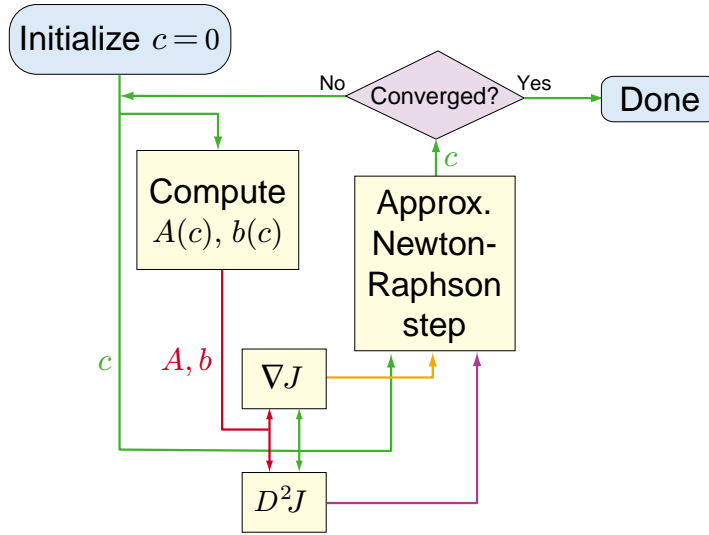 Initialize c = 0
No
Converged?
Yes
Done
c
Compute
A(c), b(c)
Approx.
Newton-
Raphson
step
c
A, b
∇J
D²J